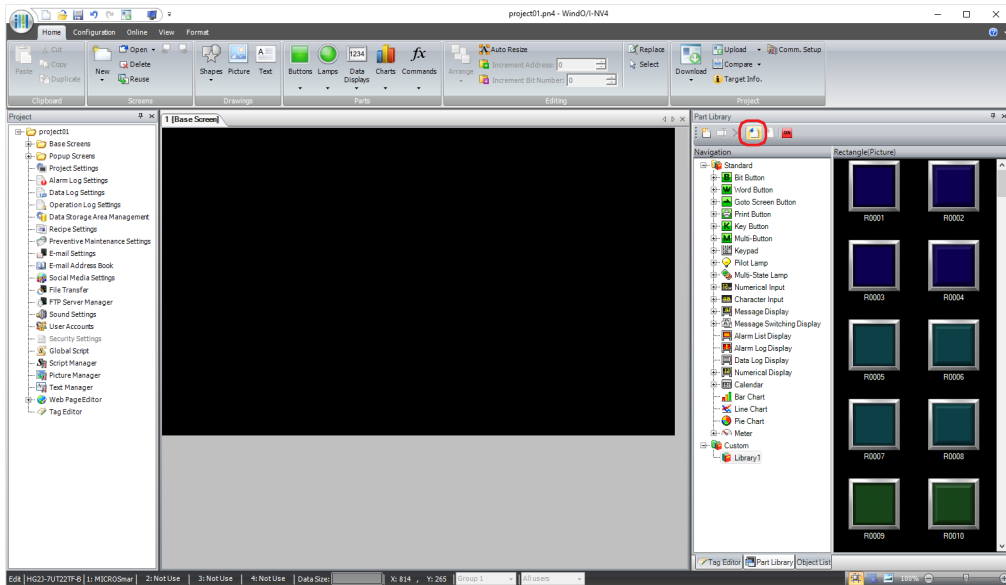 project01.pn4 - WindO/I-NV4
Home Configuration Online View Format
Cut
Copy
Duplicate
Paste
Clipboard
New
Open
Delete
Reuse
Screens
Shapes Picture Text
Drawings
1234
Buttons Lamps Data Displays Charts Commands
Parts
Arrange
Auto Resize
Increment Address: 0
Increment Bit Number: 0
Replace
Select
Editing
Download
Upload
Compare
Target Info.
Comm. Setup
Project
Project
project01
Base Screens
Popup Screens
Project Settings
Alarm Log Settings
Data Log Settings
Operation Log Settings
Data Storage Area Management
Recipe Settings
Preventive Maintenance Settings
E-mail Settings
E-mail Address Book
Social Media Settings
File Transfer
FTP Server Manager
Sound Settings
User Accounts
Security Settings
Global Script
Script Manager
Picture Manager
Text Manager
Web PageEditor
Tag Editor
1 [Base Screen]
Part Library
Navigation
Standard
Bit Button
Word Button
Goto Screen Button
Print Button
Key Button
Multi-Button
Keypad
Pilot Lamp
Multi-State Lamp
Numerical Input
Character Input
Message Display
Message Switching Display
Alarm List Display
Alarm Log Display
Data Log Display
Numerical Display
Calendar
Bar Chart
Line Chart
Pie Chart
Meter
Custom
Library1
Rectangle(Picture)
R0001 R0002
R0003 R0004
R0005 R0006
R0007 R0008
R0009 R0010
Tag Editor Part Library Object List
Edit HG2J-7UT22TF-B 1: MICROSmar 2: Not Use 3: Not Use 4: Not Use Data Size: X: 814 , Y: 265 Group 1 All users 100%